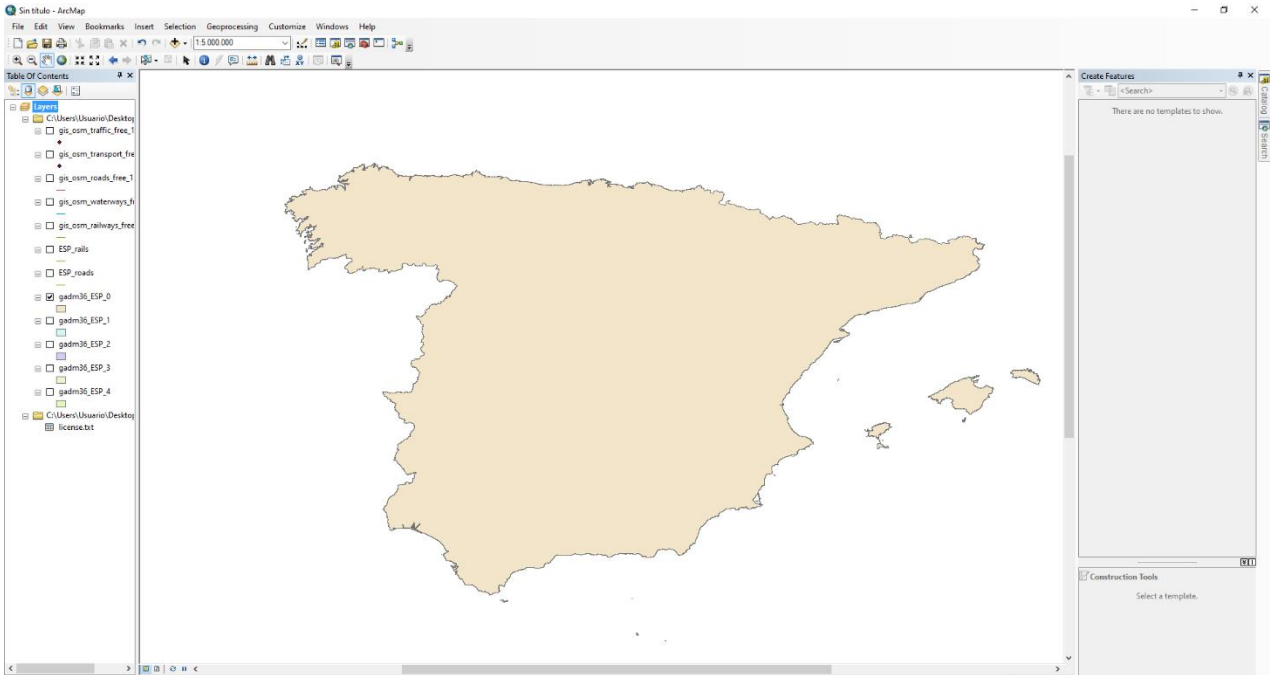 Sin título - ArcMap
File Edit View Bookmarks Insert Selection Geoprocessing Customize Windows Help
1:5.000.000
Table Of Contents
Layers
C:\Users\Usuario\Desktop
gis_osm_traffic_free_1
gis_osm_transport_fre
gis_osm_roads_free_1
gis_osm_waterways_f
gis_osm_railways_free
ESP_rails
ESP_roads
gadm36_ESP_0
gadm36_ESP_1
gadm36_ESP_2
gadm36_ESP_3
gadm36_ESP_4
C:\Users\Usuario\Desktop
license.txt
Create Features
<Search>
There are no templates to show.
Construction Tools
Select a template.
Catalog
Search